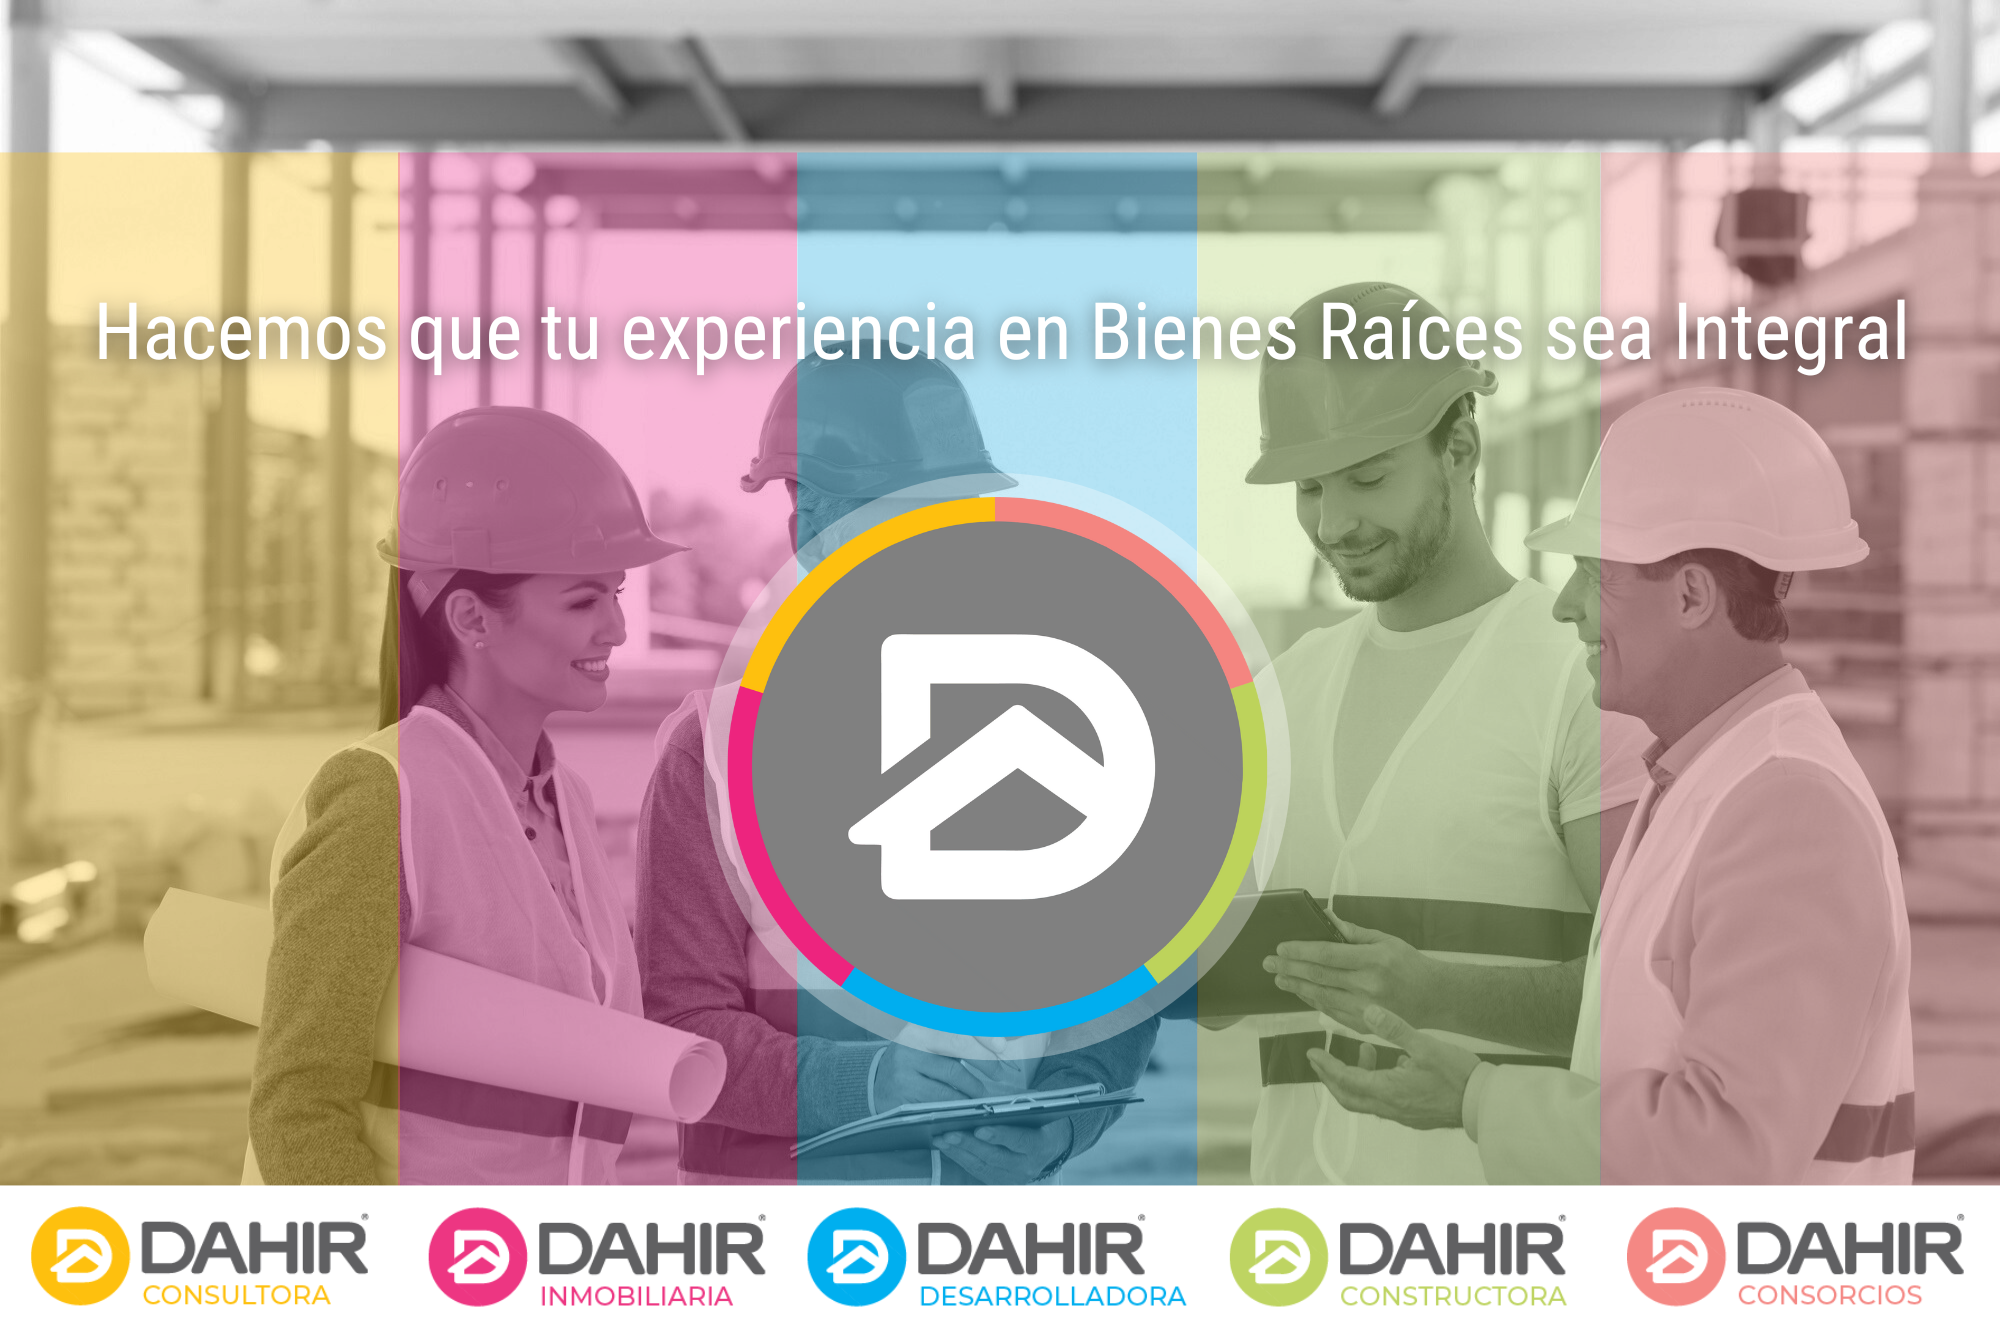 Hacemos que tu experiencia en Bienes Raíces sea Integral
DAHIR®
CONSULTORA
DAHIR®
INMOBILIARIA
DAHIR®
DESARROLLADORA
DAHIR®
CONSTRUCTORA
DAHIR®
CONSORCIOS